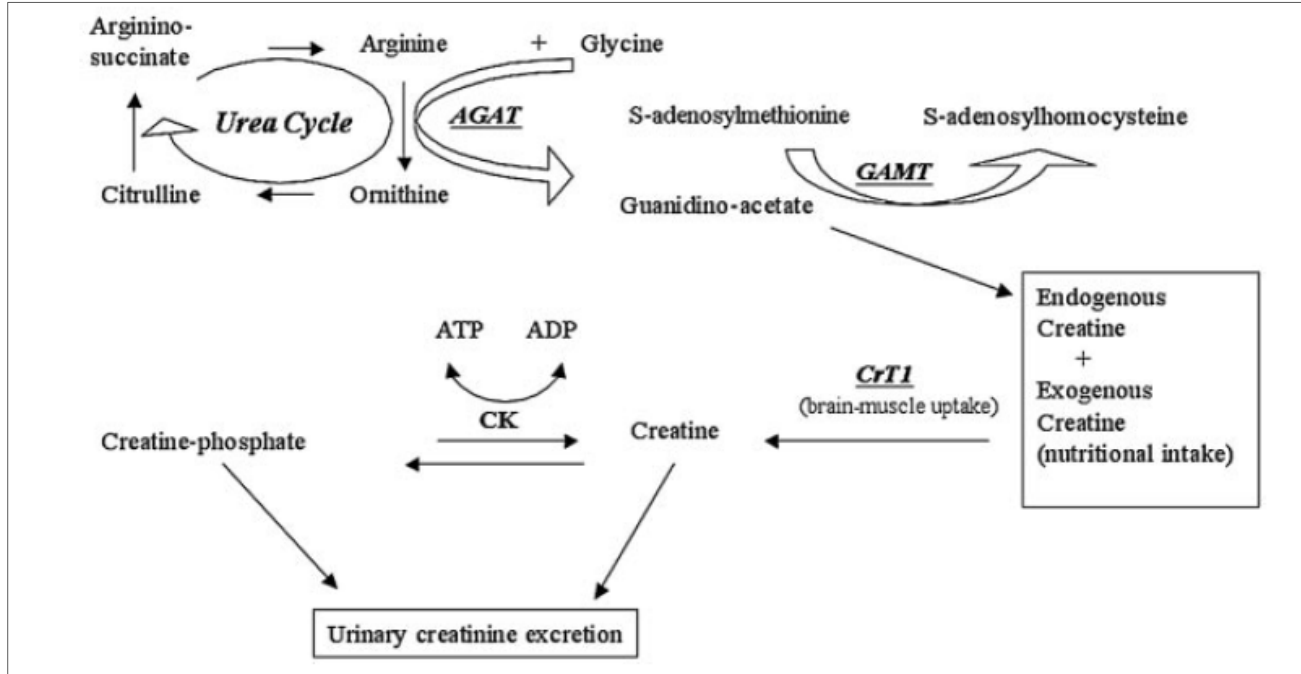 Arginino-
succinate
Arginine
+
Glycine
Urea Cycle
AGAT
Citrulline
Ornithine
S-adenosylmethionine
S-adenosylhomocysteine
GAMT
Guanidino-acetate
Endogenous
Creatine
+
Exogenous
Creatine
(nutritional intake)
ATP
ADP
CK
CrT1
(brain-muscle uptake)
Creatine-phosphate
Creatine
Urinary creatinine excretion